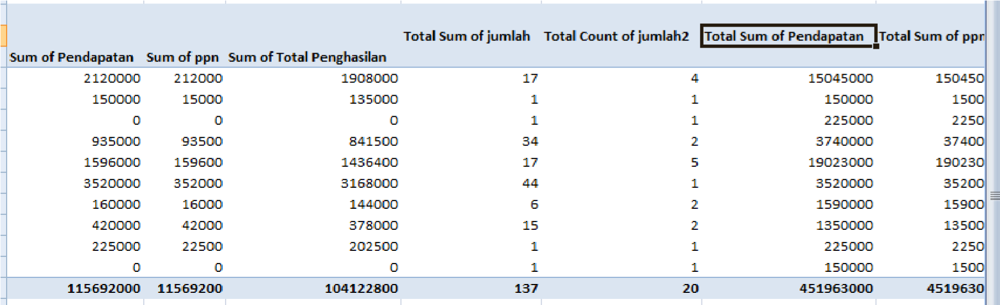 Total Sum of jumlah Total Count of jumlah2 Total Sum of Pendapatan Total Sum of ppn
Sum of Pendapatan Sum of ppn Sum of Total Penghasilan
2120000 212000 1908000 17 4 15045000 150450
150000 15000 135000 1 1 150000 1500
0 0 0 1 1 225000 2250
935000 93500 841500 34 2 3740000 37400
1596000 159600 1436400 17 5 19023000 190230
3520000 352000 3168000 44 1 3520000 35200
160000 16000 144000 6 2 1590000 15900
420000 42000 378000 15 2 1350000 13500
225000 22500 202500 1 1 225000 2250
0 0 0 1 1 150000 1500
115692000 11569200 104122800 137 20 451963000 4519630